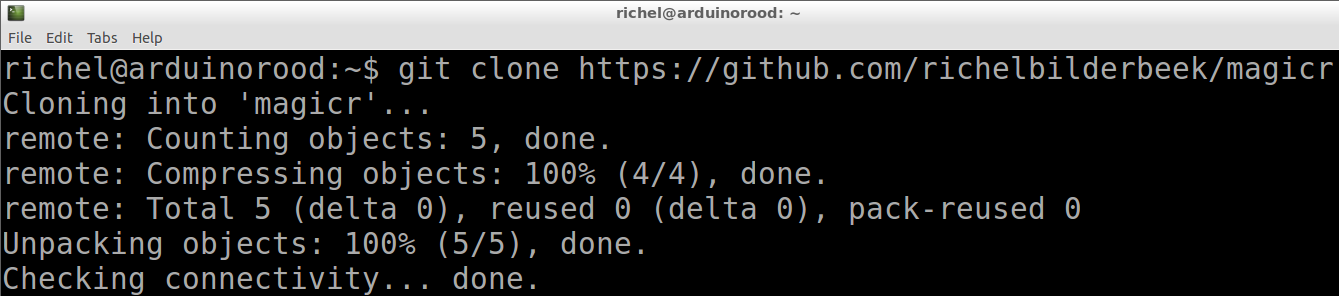 richel@arduinorood: ~
File Edit Tabs Help
richel@arduinorood:~$ git clone https://github.com/richelbilderbeek/magicr
Cloning into 'magicr'...
remote: Counting objects: 5, done.
remote: Compressing objects: 100% (4/4), done.
remote: Total 5 (delta 0), reused 0 (delta 0), pack-reused 0
Unpacking objects: 100% (5/5), done.
Checking connectivity... done.